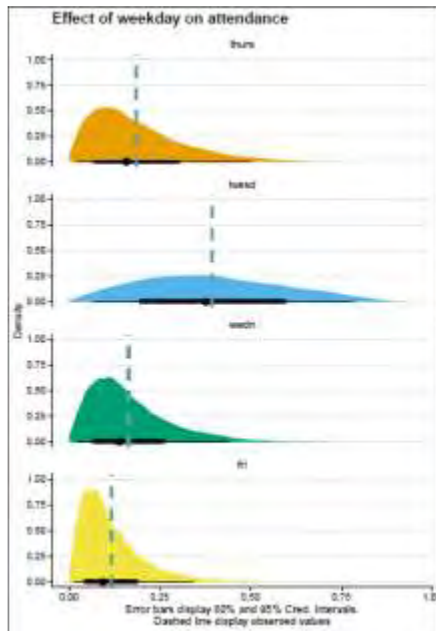 Effect of weekday on attendance
thurs
1.00
0.75
0.50
0.25
0.00
tuesd
1.00
0.75
0.50
0.25
0.00
wedn
1.00
0.75
0.50
0.25
0.00
fri
1.00
0.75
0.50
0.25
0.00
Density
0.00 0.25 0.50 0.75 1.0
Error bars display 60% and 95% Cred. Intervals.
Dashed line display observed values